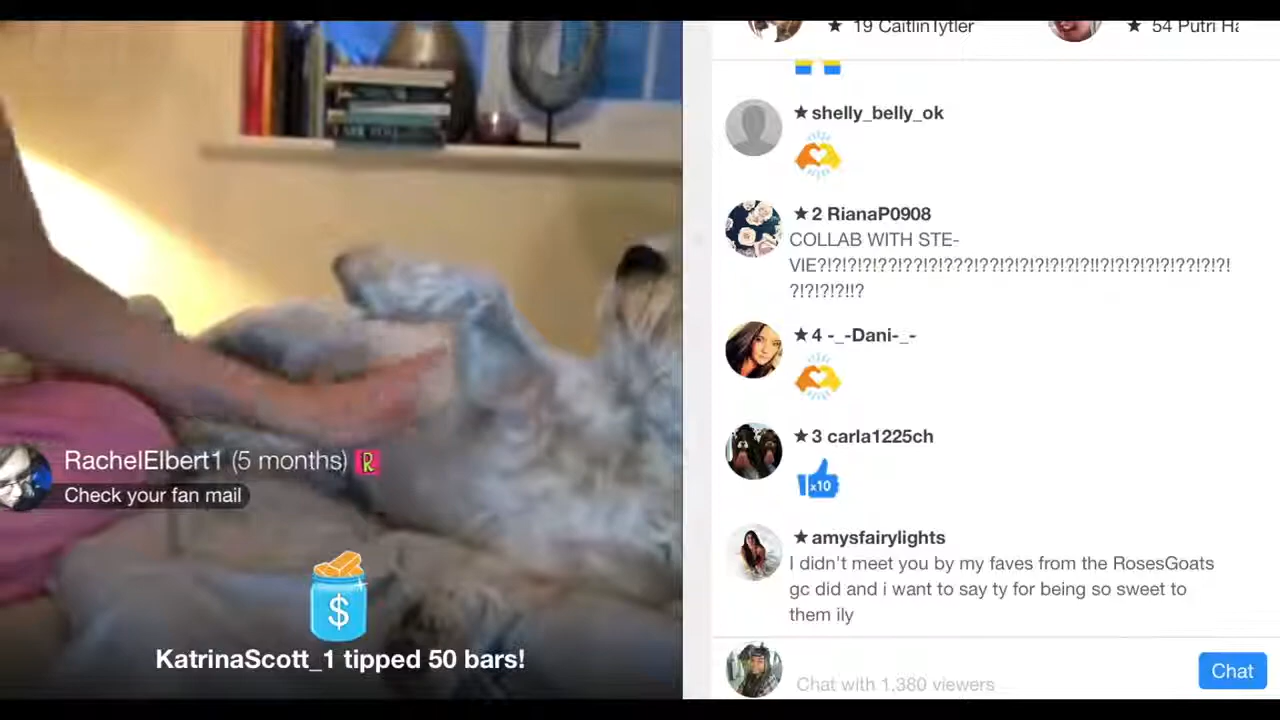 ★ 19 CaitlinTytler
★ 54 Putri Ha
★ shelly_belly_ok
★ 2 RianaP0908
COLLAB WITH STE-
VIE?!?!?!?!??!??!?!???!??!?!?!?!?!?!?!!?!?!?!?!?!??!?!?!
?!?!?!?!!?
★ 4 -_-Dani-_-
★ 3 carla1225ch
x10
★ amysfairylights
I didn't meet you by my faves from the RosesGoats
gc did and i want to say ty for being so sweet to
them ily
RachelElbert1 (5 months) R
Check your fan mail
$
KatrinaScott_1 tipped 50 bars!
Chat with 1,380 viewers
Chat